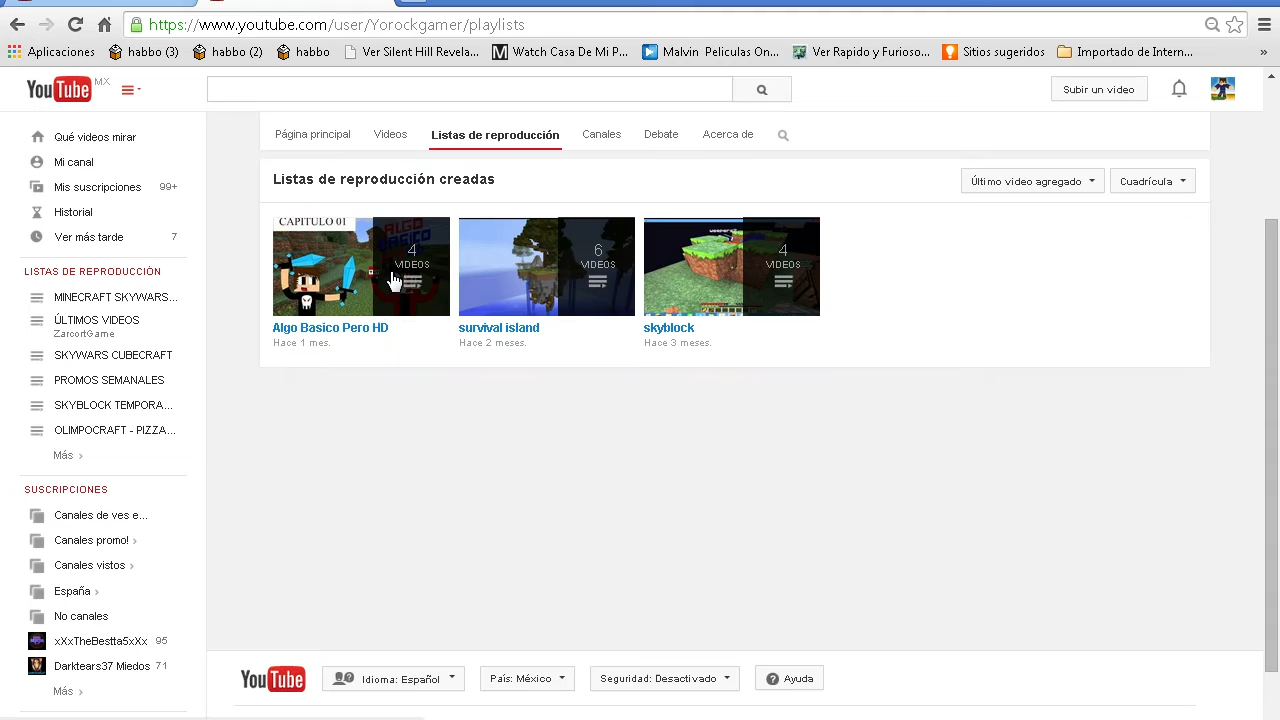 https://www.youtube.com/user/Yorockgamer/playlists
Aplicaciones habbo (3) habbo (2) habbo Ver Silent Hill Revela... Watch Casa De Mi P... Malvin Peliculas On... Ver Rapido y Furioso... Sitios sugeridos Importado de Intern...
YouTube MX Subir un video
Página principal Videos Listas de reproducción Canales Debate Acerca de
Listas de reproducción creadas Último video agregado Cuadrícula
CAPITULO 01
ALGO BASICO
4 VIDEOS
6 VIDEOS
4 VIDEOS
Algo Basico Pero HD
Hace 1 mes.
survival island
Hace 2 meses.
skyblock
Hace 3 meses.
Qué videos mirar
Mi canal
Mis suscripciones 99+
Historial
Ver más tarde 7
LISTAS DE REPRODUCCIÓN
MINECRAFT SKYWARS...
ÚLTIMOS VIDEOS
ZarcortGame
SKYWARS CUBECRAFT
PROMOS SEMANALES
SKYBLOCK TEMPORA...
OLIMPOCRAFT - PIZZA...
Más ›
SUSCRIPCIONES
Canales de ves e...
Canales promo! ›
Canales vistos ›
España ›
No canales
xXxTheBestta5xXx 95
Darktears37 Miedos 71
Más ›
YouTube Idioma: Español País: México Seguridad: Desactivado Ayuda